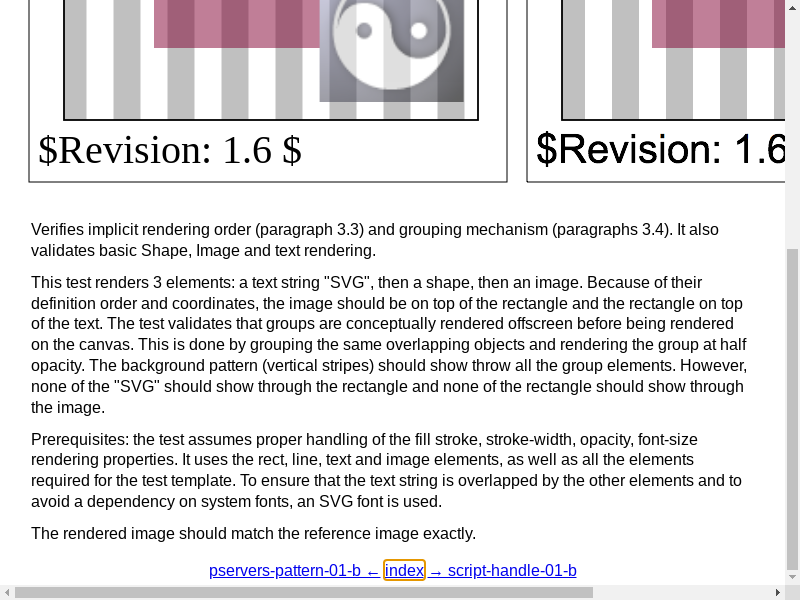 $Revision: 1.6 $
$Revision: 1.6
Verifies implicit rendering order (paragraph 3.3) and grouping mechanism (paragraphs 3.4). It also
validates basic Shape, Image and text rendering.
This test renders 3 elements: a text string "SVG", then a shape, then an image. Because of their
definition order and coordinates, the image should be on top of the rectangle and the rectangle on top
of the text. The test validates that groups are conceptually rendered offscreen before being rendered
on the canvas. This is done by grouping the same overlapping objects and rendering the group at half
opacity. The background pattern (vertical stripes) should show throw all the group elements. However,
none of the "SVG" should show through the rectangle and none of the rectangle should show through
the image.
Prerequisites: the test assumes proper handling of the fill stroke, stroke-width, opacity, font-size
rendering properties. It uses the rect, line, text and image elements, as well as all the elements
required for the test template. To ensure that the text string is overlapped by the other elements and to
avoid a dependency on system fonts, an SVG font is used.
The rendered image should match the reference image exactly.
pservers-pattern-01-b ← index → script-handle-01-b